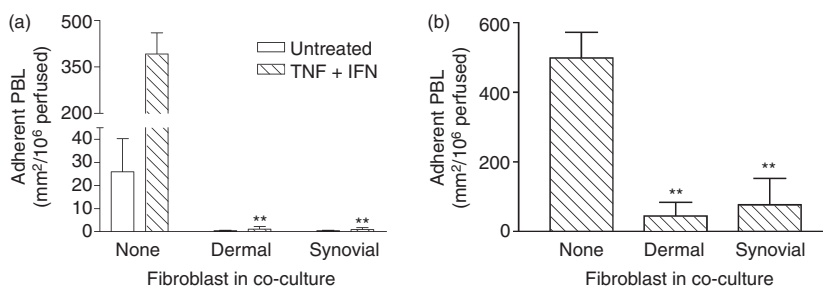 (a)
Adherent PBL
(mm²/10⁶ perfused)
500
350
200
40
30
20
10
0
Untreated
TNF + IFN
**
**
None
Dermal
Synovial
Fibroblast in co-culture
(b)
Adherent PBL
(mm²/10⁶ perfused)
600
400
200
0
**
**
None
Dermal
Synovial
Fibroblast in co-culture